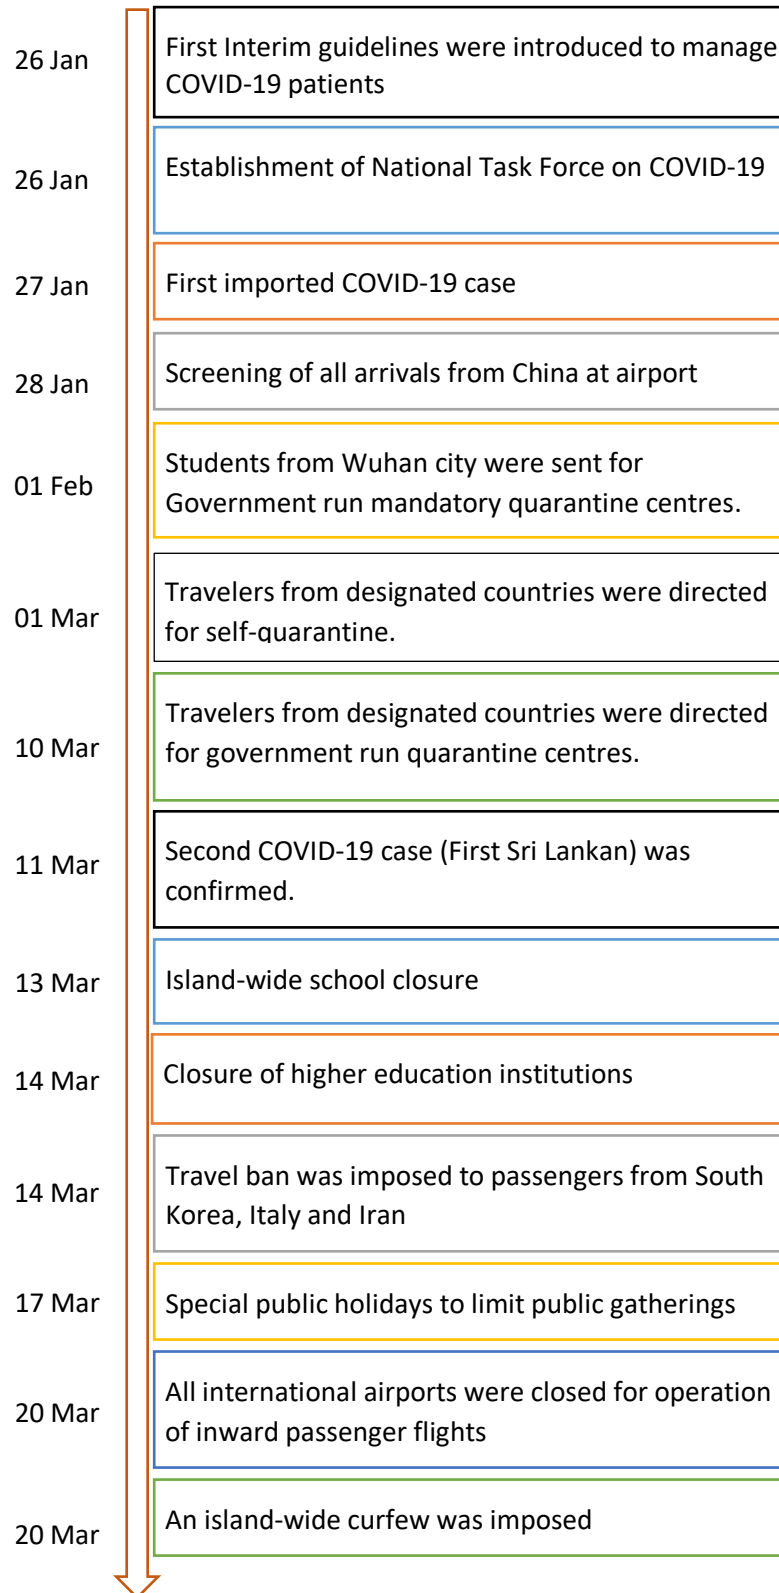 26 Jan
First Interim guidelines were introduced to manage
COVID-19 patients
26 Jan
Establishment of National Task Force on COVID-19
27 Jan
First imported COVID-19 case
28 Jan
Screening of all arrivals from China at airport
01 Feb
Students from Wuhan city were sent for
Government run mandatory quarantine centres.
01 Mar
Travelers from designated countries were directed
for self-quarantine.
10 Mar
Travelers from designated countries were directed
for government run quarantine centres.
11 Mar
Second COVID-19 case (First Sri Lankan) was
confirmed.
13 Mar
Island-wide school closure
14 Mar
Closure of higher education institutions
14 Mar
Travel ban was imposed to passengers from South
Korea, Italy and Iran
17 Mar
Special public holidays to limit public gatherings
20 Mar
All international airports were closed for operation
of inward passenger flights
20 Mar
An island-wide curfew was imposed